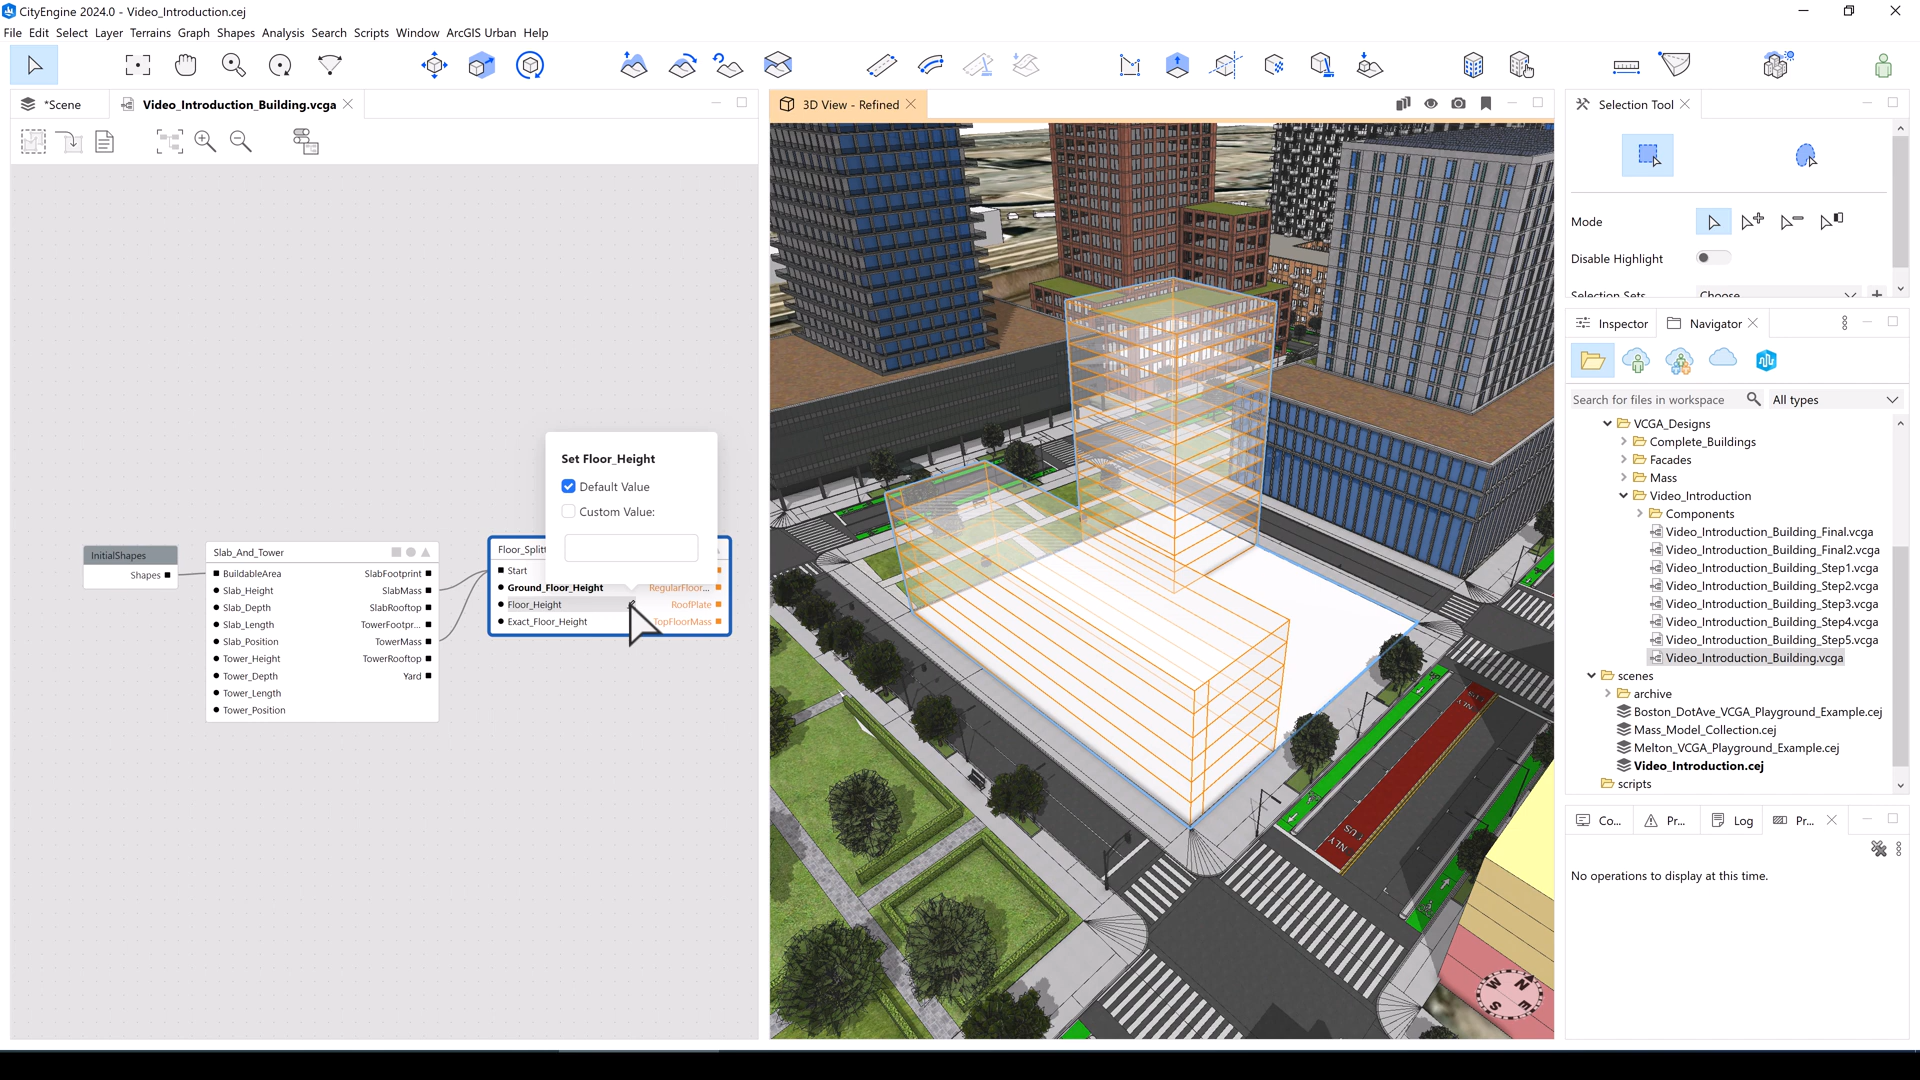 CityEngine 2024.0 - Video_Introduction.cej
File Edit Select Layer Terrains Graph Shapes Analysis Search Scripts Window ArcGIS Urban Help
*Scene
Video_Introduction_Building.vcga
3D View - Refined
Set Floor_Height
Default Value
Custom Value:
InitialShapes
Shapes
Slab_And_Tower
BuildableArea SlabFootprint
Slab_Height SlabMass
Slab_Depth SlabRooftop
Slab_Length TowerFootpr...
Slab_Position TowerMass
Tower_Height TowerRooftop
Tower_Depth Yard
Tower_Length
Tower_Position
Floor_Splitt
Start
Ground_Floor_Height RegularFloor...
Floor_Height RoofPlate
Exact_Floor_Height TopFloorMass
NLY
US
NLY
N
E
S
W
Selection Tool
Mode
Disable Highlight
Selection Sets Choose
Inspector Navigator
Search for files in workspace All types
VCGA_Designs
Complete_Buildings
Facades
Mass
Video_Introduction
Components
Video_Introduction_Building_Final.vcga
Video_Introduction_Building_Final2.vcga
Video_Introduction_Building_Step1.vcga
Video_Introduction_Building_Step2.vcga
Video_Introduction_Building_Step3.vcga
Video_Introduction_Building_Step4.vcga
Video_Introduction_Building_Step5.vcga
Video_Introduction_Building.vcga
scenes
archive
Boston_DotAve_VCGA_Playground_Example.cej
Mass_Model_Collection.cej
Melton_VCGA_Playground_Example.cej
Video_Introduction.cej
scripts
Co... Pr... Log Pr...
No operations to display at this time.